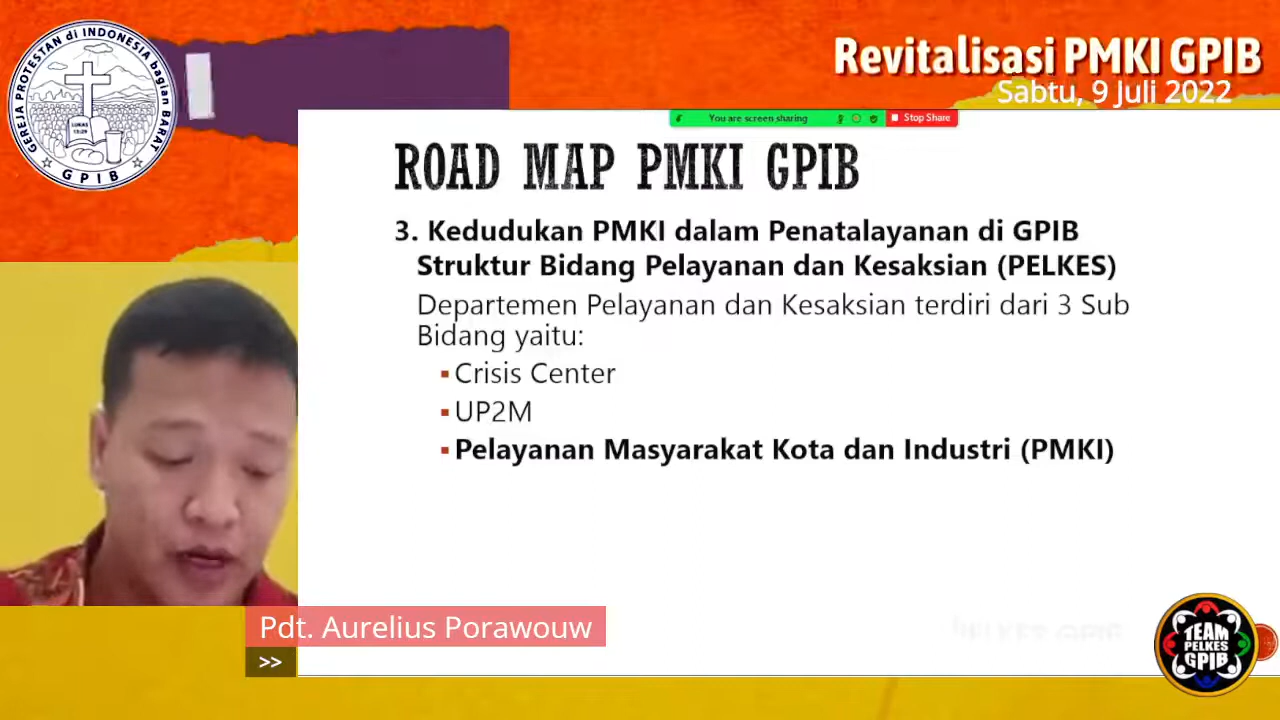 GEREJA PROTESTAN di INDONESIA bagian BARAT
LUKAS
13:29
GPIB
Revitalisasi PMKI GPIB
Sabtu, 9 Juli 2022
You are screen sharing
Stop Share
ROAD MAP PMKI GPIB
3. Kedudukan PMKI dalam Penatalayanan di GPIB
Struktur Bidang Pelayanan dan Kesaksian (PELKES)
Departemen Pelayanan dan Kesaksian terdiri dari 3 Sub
Bidang yaitu:
▪Crisis Center
▪UP2M
▪Pelayanan Masyarakat Kota dan Industri (PMKI)
Pdt. Aurelius Porawouw
>>
TEAM
PELKES
GPIB